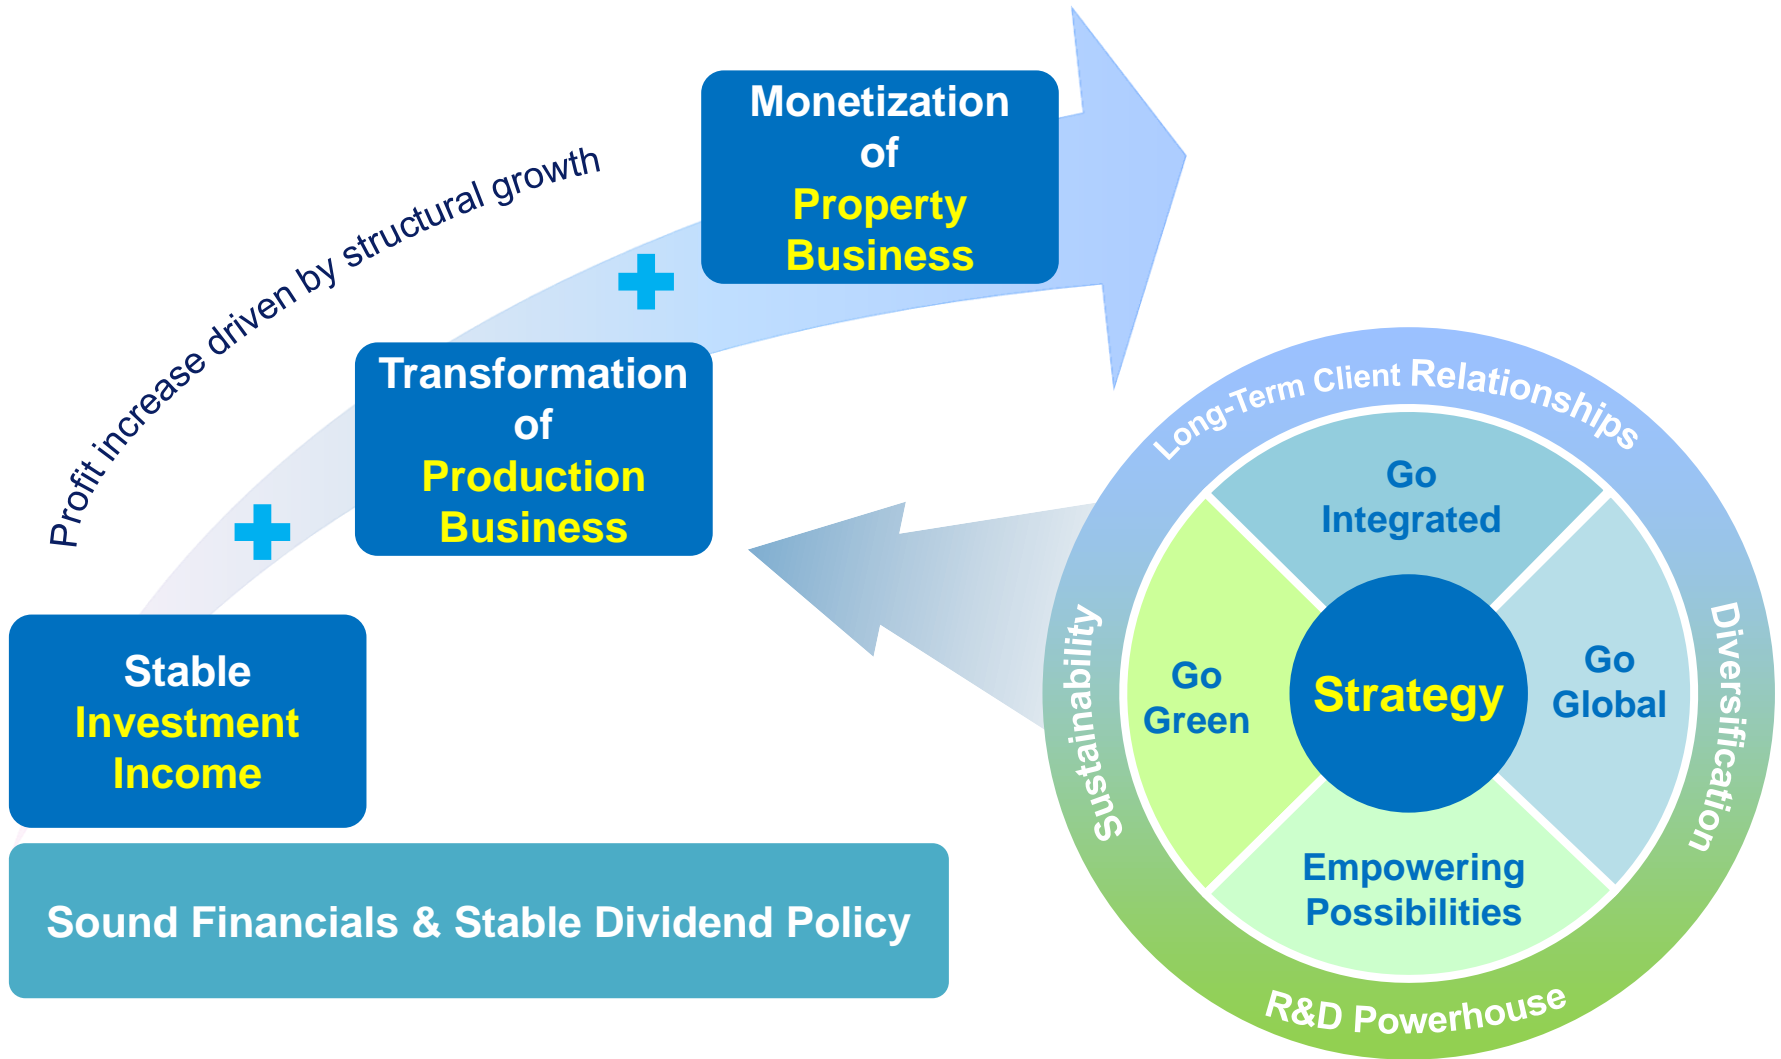 Profit increase driven by structural growth
Monetization
of
Property
Business
Transformation
of
Production
Business
Stable
Investment
Income
Sound Financials & Stable Dividend Policy
Long-Term Client Relationships
Go
Integrated
Sustainability
Go
Green
Strategy
Go
Global
Diversification
Empowering
Possibilities
R&D Powerhouse